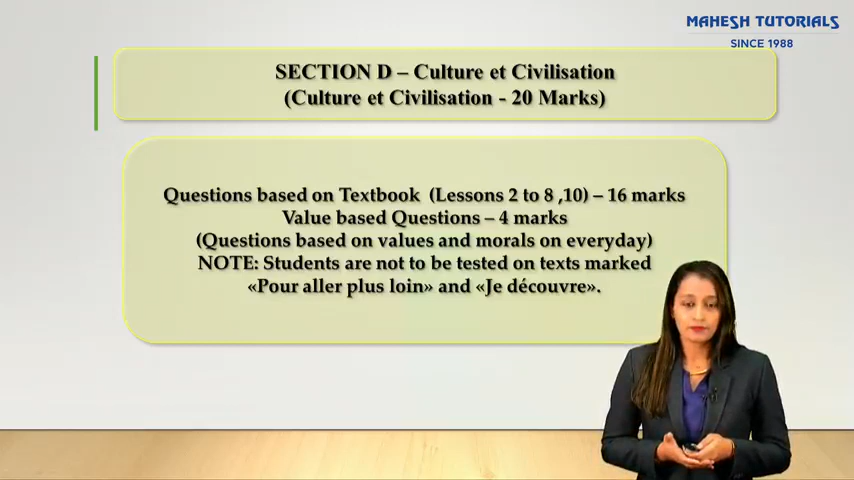 MAHESH TUTORIALS
SINCE 1988
SECTION D – Culture et Civilisation
(Culture et Civilisation - 20 Marks)
Questions based on Textbook (Lessons 2 to 8 ,10) – 16 marks
Value based Questions – 4 marks
(Questions based on values and morals on everyday)
NOTE: Students are not to be tested on texts marked
«Pour aller plus loin» and «Je découvre».